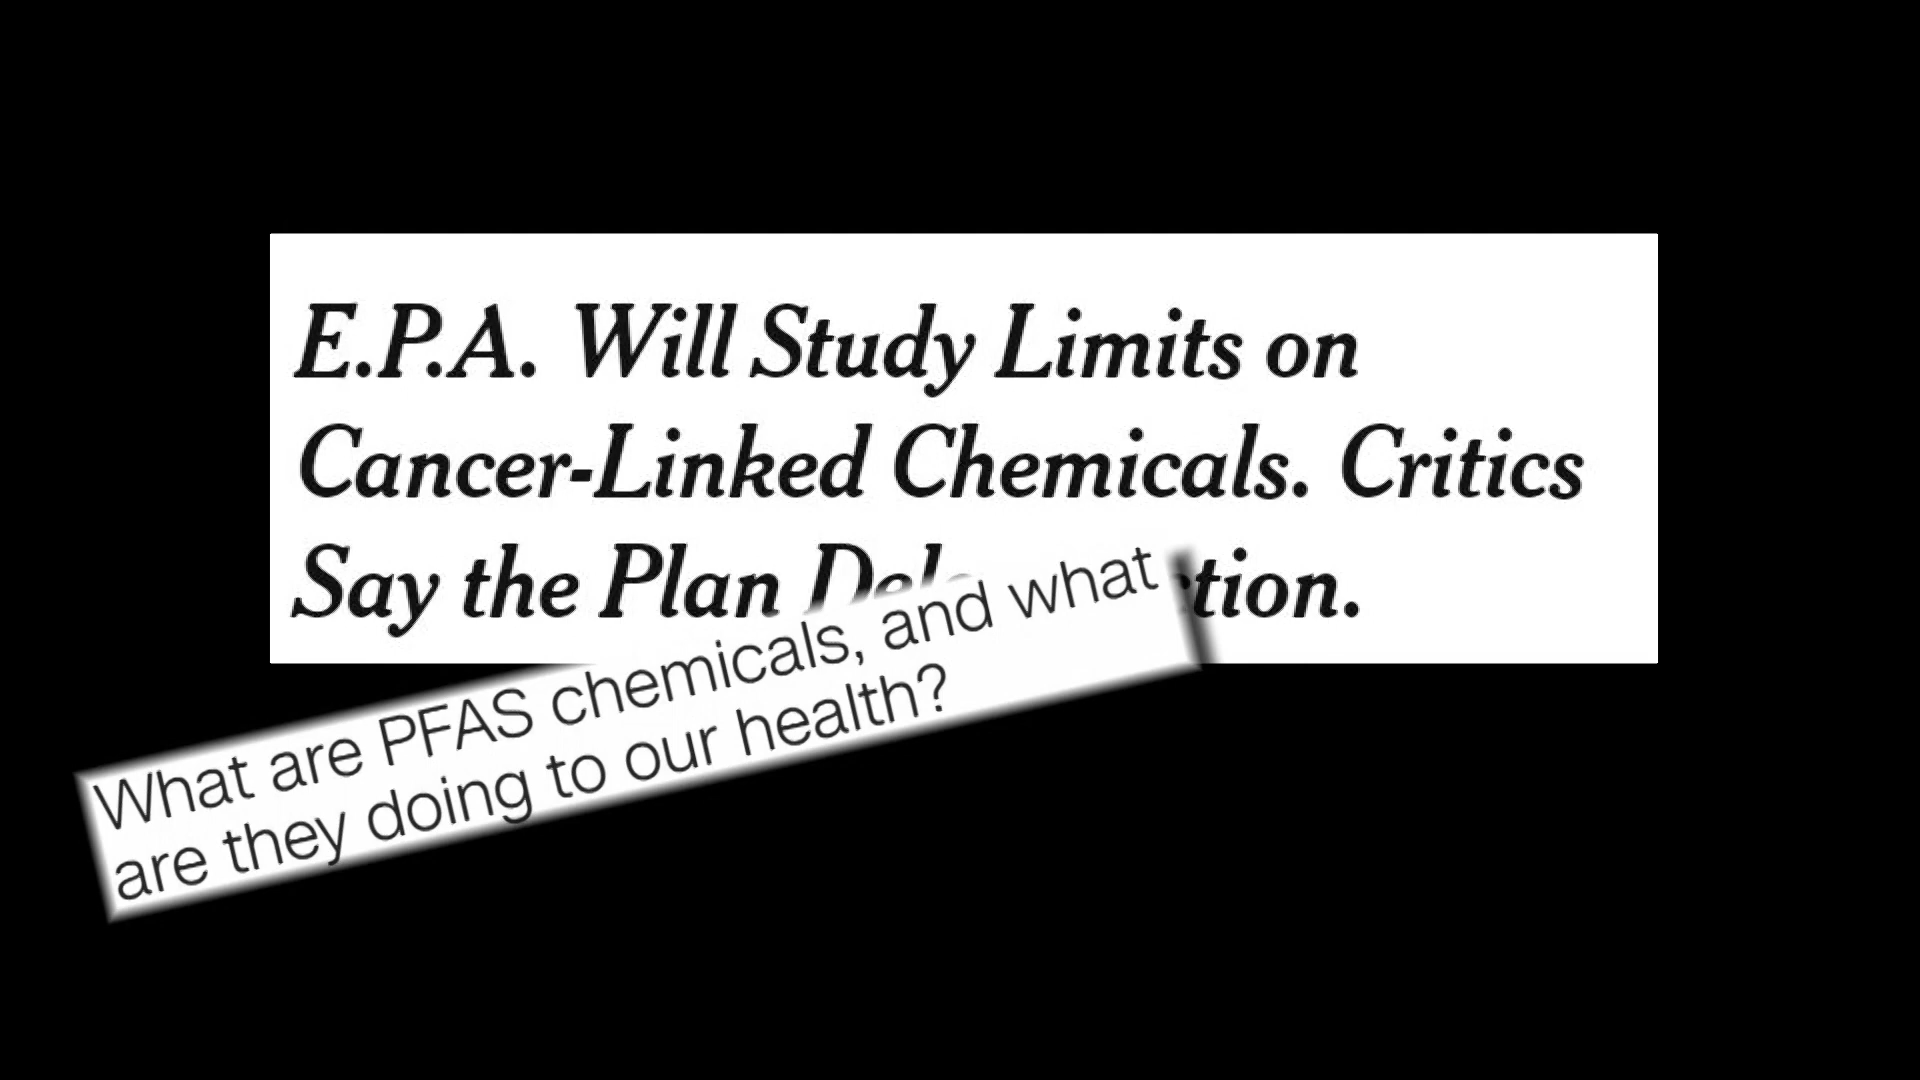 E.P.A. Will Study Limits on
Cancer-Linked Chemicals. Critics
Say the Plan tion.
What are PFAS chemicals, and what
are they doing to our health?